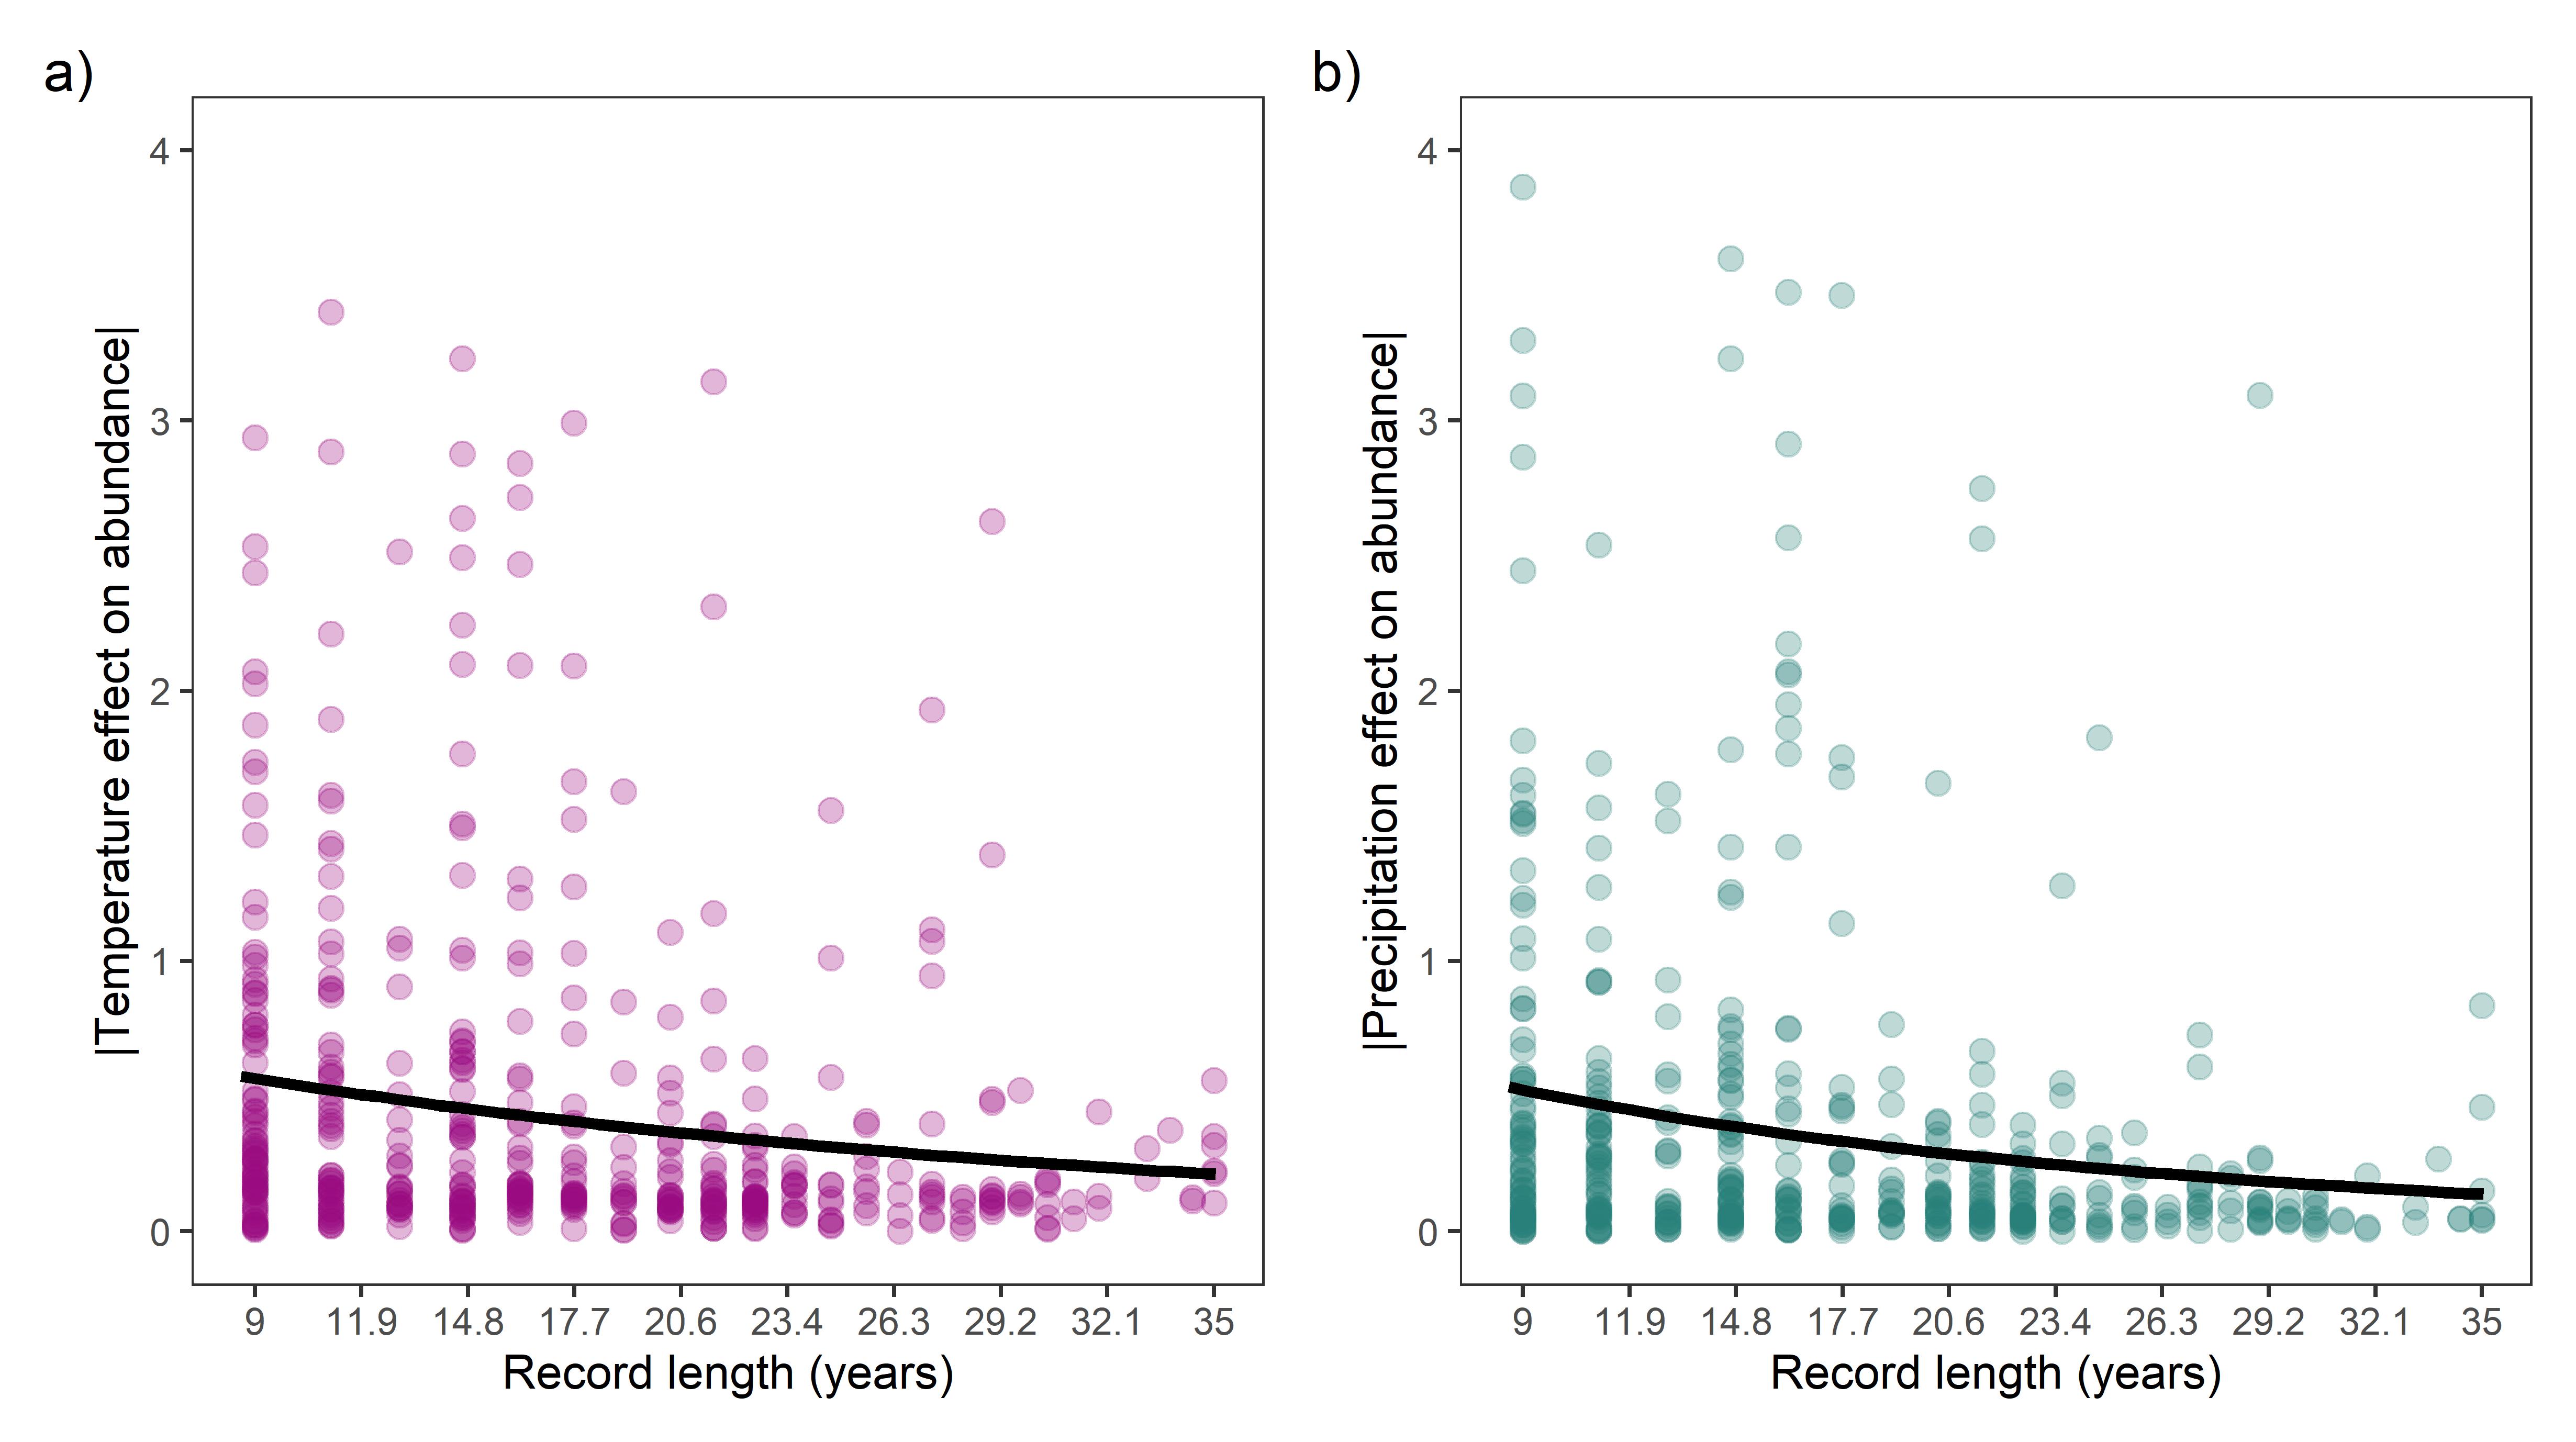 a)
|Temperature effect on abundance|
4
3
2
1
0
9 11.9 14.8 17.7 20.6 23.4 26.3 29.2 32.1 35
Record length (years)
b)
|Precipitation effect on abundance|
4
3
2
1
0
9 11.9 14.8 17.7 20.6 23.4 26.3 29.2 32.1 35
Record length (years)